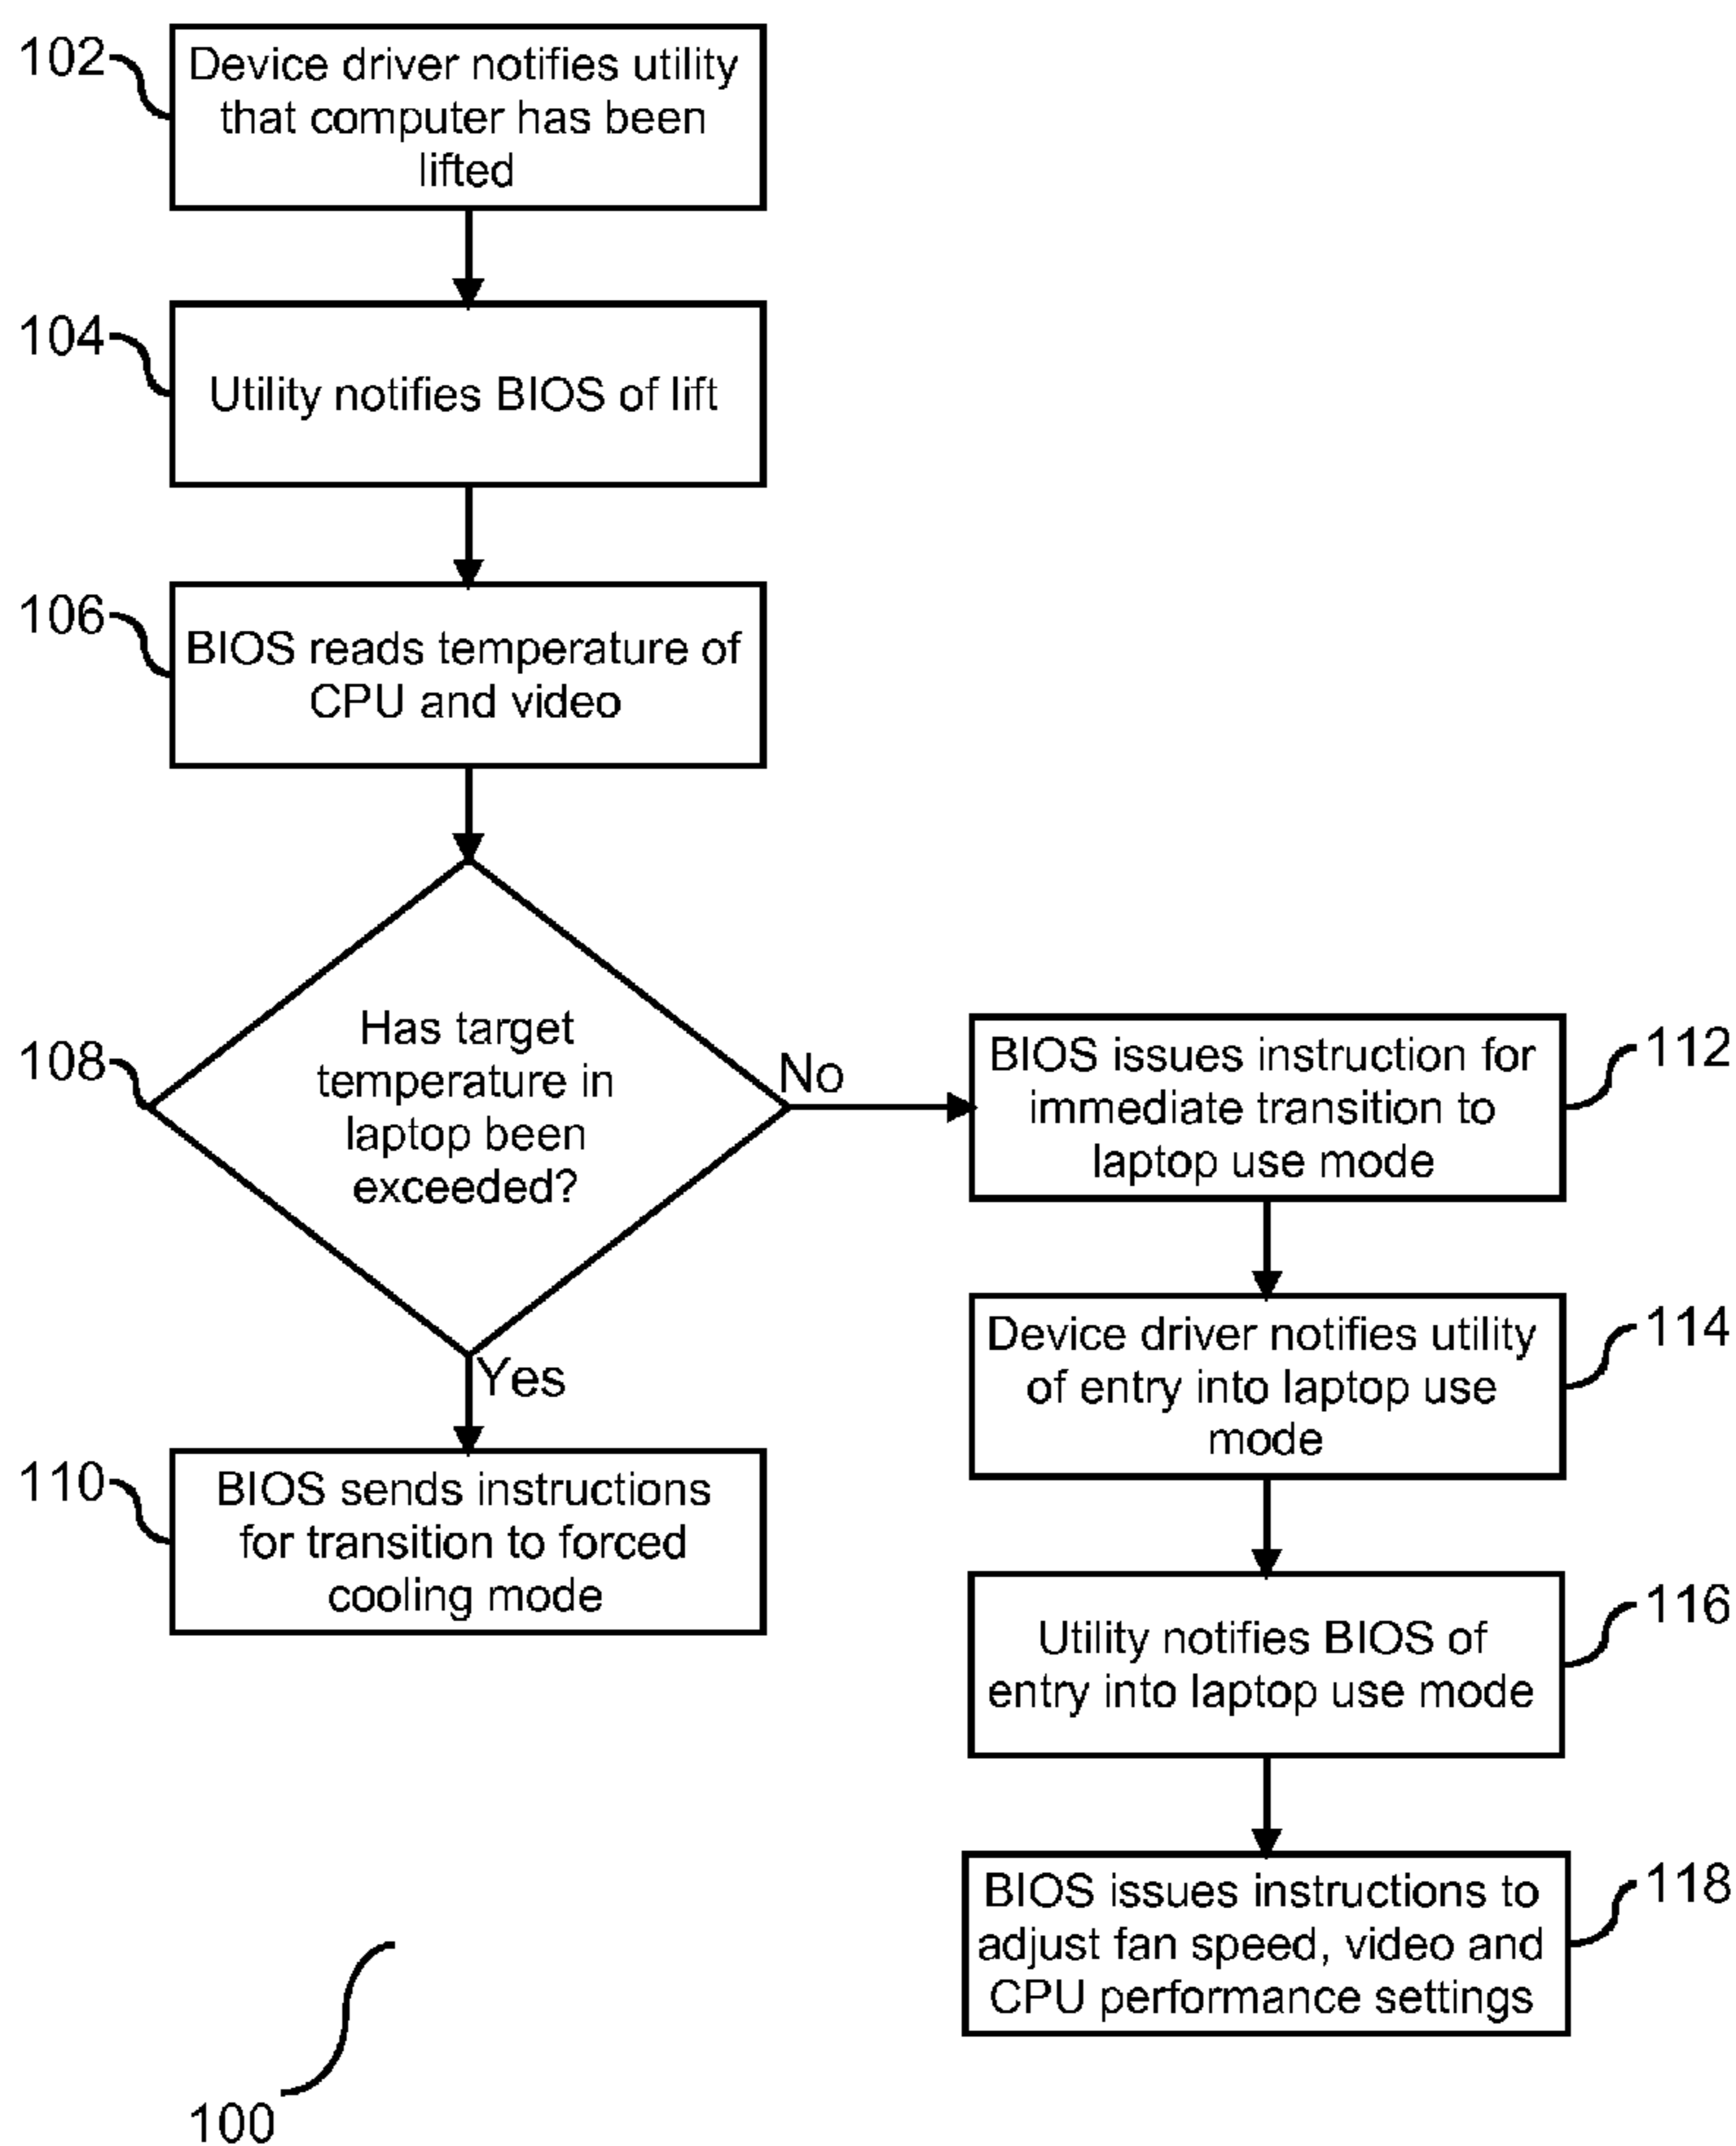 102
Device driver notifies utility
that computer has been
lifted
104
Utility notifies BIOS of lift
106
BIOS reads temperature of
CPU and video
108
Has target
temperature in
laptop been
exceeded?
No
Yes
110
BIOS sends instructions
for transition to forced
cooling mode
112
BIOS issues instruction for
immediate transition to
laptop use mode
114
Device driver notifies utility
of entry into laptop use
mode
116
Utility notifies BIOS of
entry into laptop use mode
118
BIOS issues instructions to
adjust fan speed, video and
CPU performance settings
100